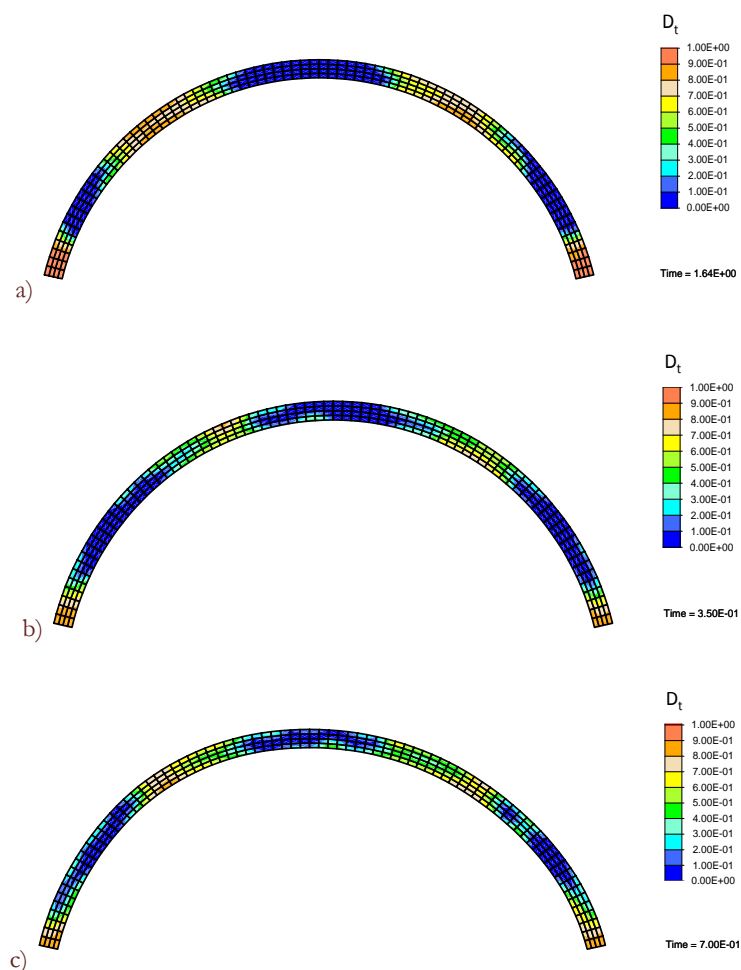 D_t
1.00E+00
9.00E-01
8.00E-01
7.00E-01
6.00E-01
5.00E-01
4.00E-01
3.00E-01
2.00E-01
1.00E-01
0.00E+00
Time = 1.64E+00
a)
D_t
1.00E+00
9.00E-01
8.00E-01
7.00E-01
6.00E-01
5.00E-01
4.00E-01
3.00E-01
2.00E-01
1.00E-01
0.00E+00
Time = 3.50E-01
b)
D_t
1.00E+00
9.00E-01
8.00E-01
7.00E-01
6.00E-01
5.00E-01
4.00E-01
3.00E-01
2.00E-01
1.00E-01
0.00E+00
Time = 7.00E-01
c)